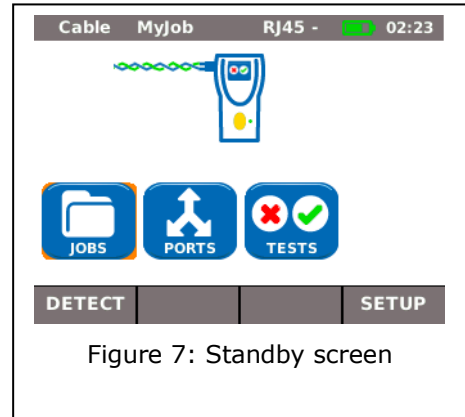 Cable MyJob RJ45 - 02:23
JOBS PORTS TESTS
DETECT SETUP
Figure 7: Standby screen